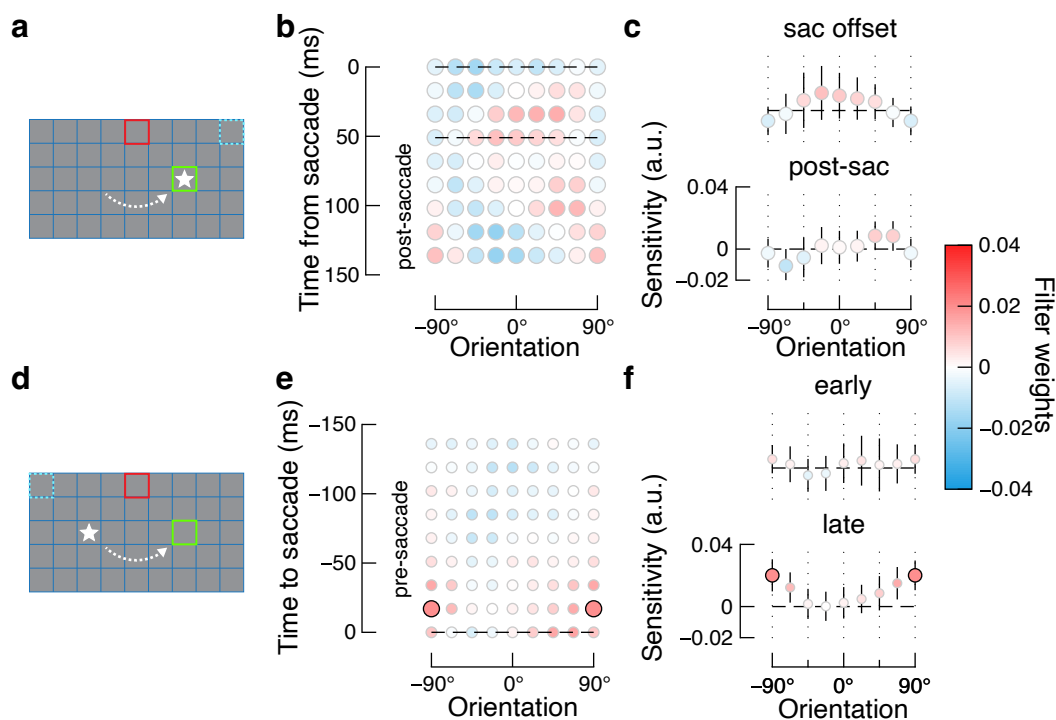 a
b
c
sac offset
Time from saccade (ms)
0
50
100
150
post-saccade
−90°
0°
90°
Orientation
post-sac
Sensitivity (a.u.)
0.04
0
−0.02
−90°
0°
90°
Orientation
0.04
0.02
0
−0.02
−0.04
Filter weights
d
e
f
early
Time to saccade (ms)
−150
−100
−50
0
pre-saccade
−90°
0°
90°
Orientation
late
Sensitivity (a.u.)
0.04
0
−0.02
−90°
0°
90°
Orientation